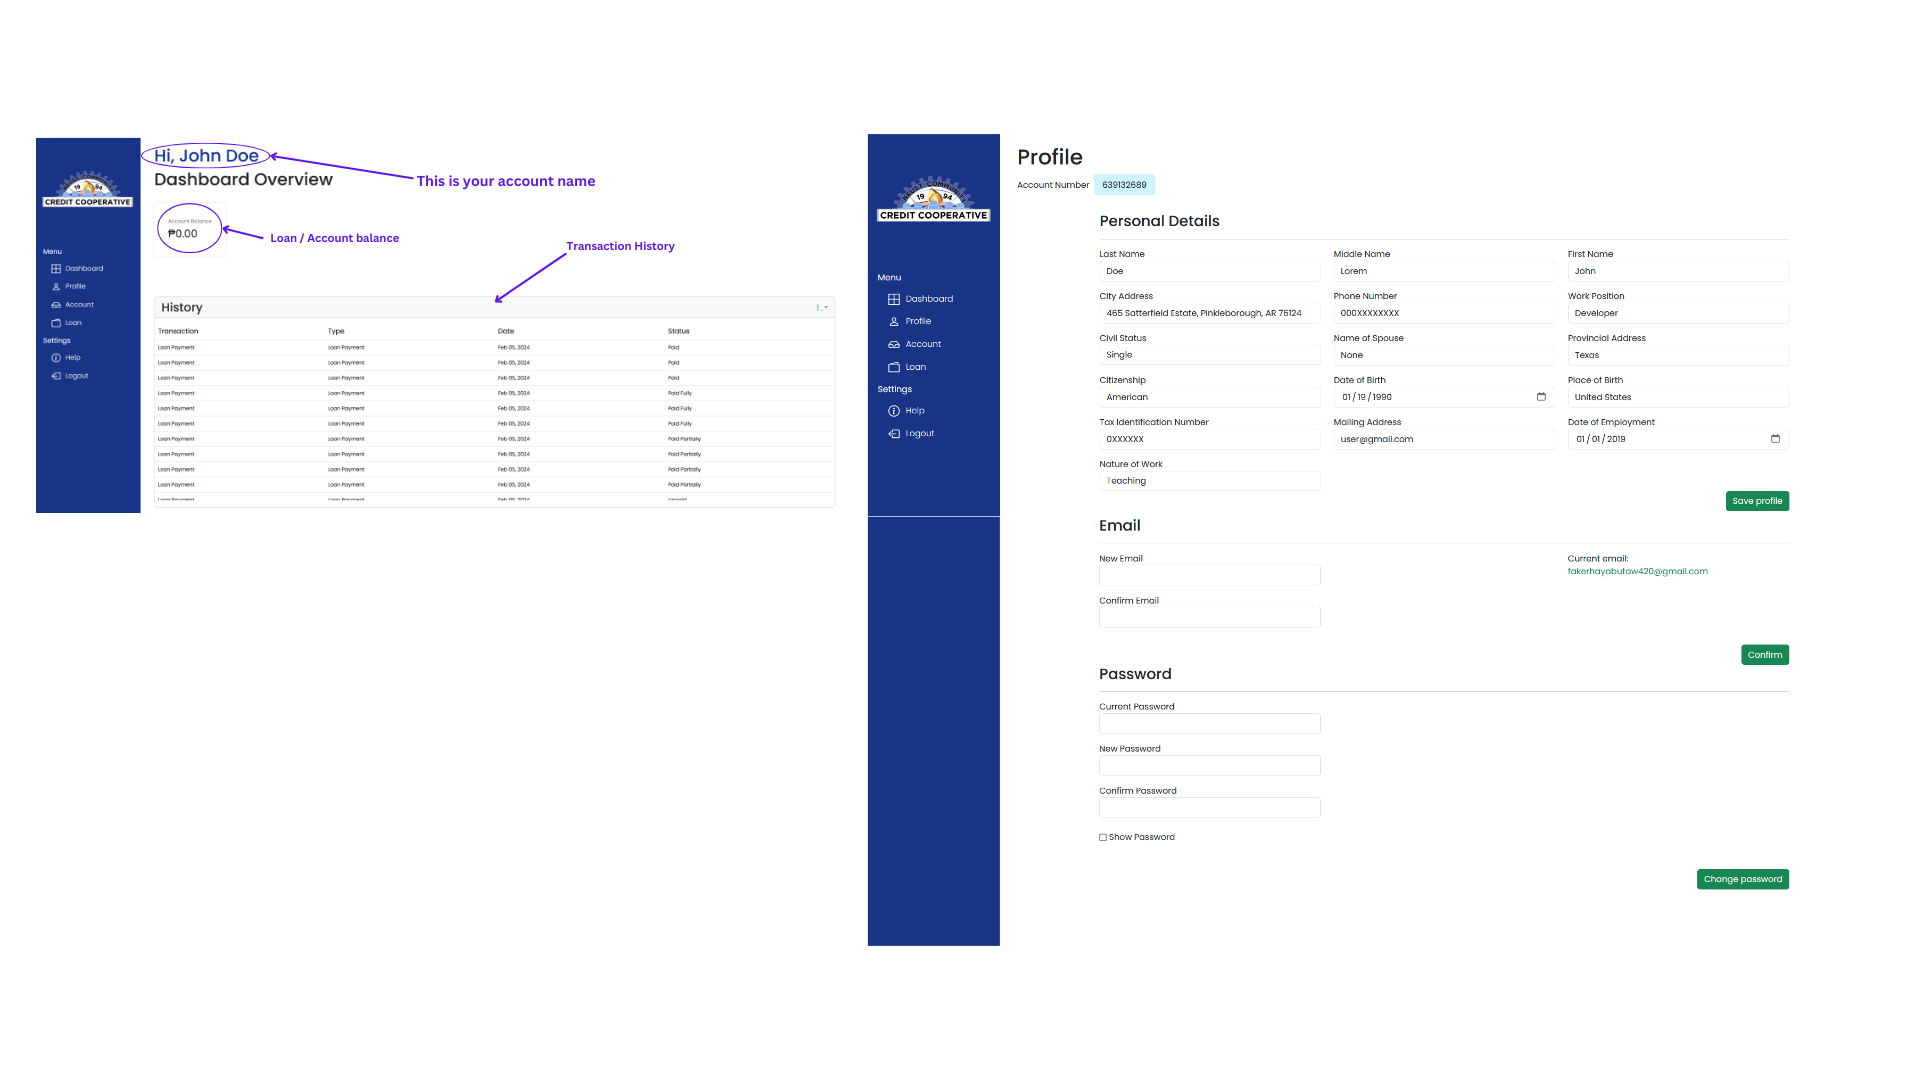 Hi, John Doe
Dashboard Overview
This is your account name
1994
CREDIT COOPERATIVE
Account Balance
₱0.00
Loan / Account balance
Transaction History
Menu
Dashboard
Profile
Account
Loan
Settings
Help
Logout
History
Transaction Type Date Status
Loan Payment Loan Payment Feb 05, 2024 Paid
Loan Payment Loan Payment Feb 05, 2024 Paid
Loan Payment Loan Payment Feb 05, 2024 Paid
Loan Payment Loan Payment Feb 05, 2024 Paid Fully
Loan Payment Loan Payment Feb 05, 2024 Paid Fully
Loan Payment Loan Payment Feb 05, 2024 Paid Fully
Loan Payment Loan Payment Feb 05, 2024 Paid Partially
Loan Payment Loan Payment Feb 05, 2024 Paid Partially
Loan Payment Loan Payment Feb 05, 2024 Paid Partially
Loan Payment Loan Payment Feb 05, 2024 Paid Partially
Loan Payment Loan Payment Feb 05, 2024 Unpaid
1994
CREDIT COOPERATIVE
Menu
Dashboard
Profile
Account
Loan
Settings
Help
Logout
Profile
Account Number 639132689
Personal Details
Last Name Middle Name First Name
Doe Lorem John
City Address Phone Number Work Position
465 Satterfield Estate, Pinkleborough, AR 76124 000XXXXXXXX Developer
Civil Status Name of Spouse Provincial Address
Single None Texas
Citizenship Date of Birth Place of Birth
American 01/19/1990 United States
Tax Identification Number Mailing Address Date of Employment
0XXXXXX user@gmail.com 01/01/2019
Nature of Work
Teaching
Save profile
Email
New Email Current email:
fakerhayabutaw420@gmail.com
Confirm Email
Confirm
Password
Current Password
New Password
Confirm Password
Show Password
Change password